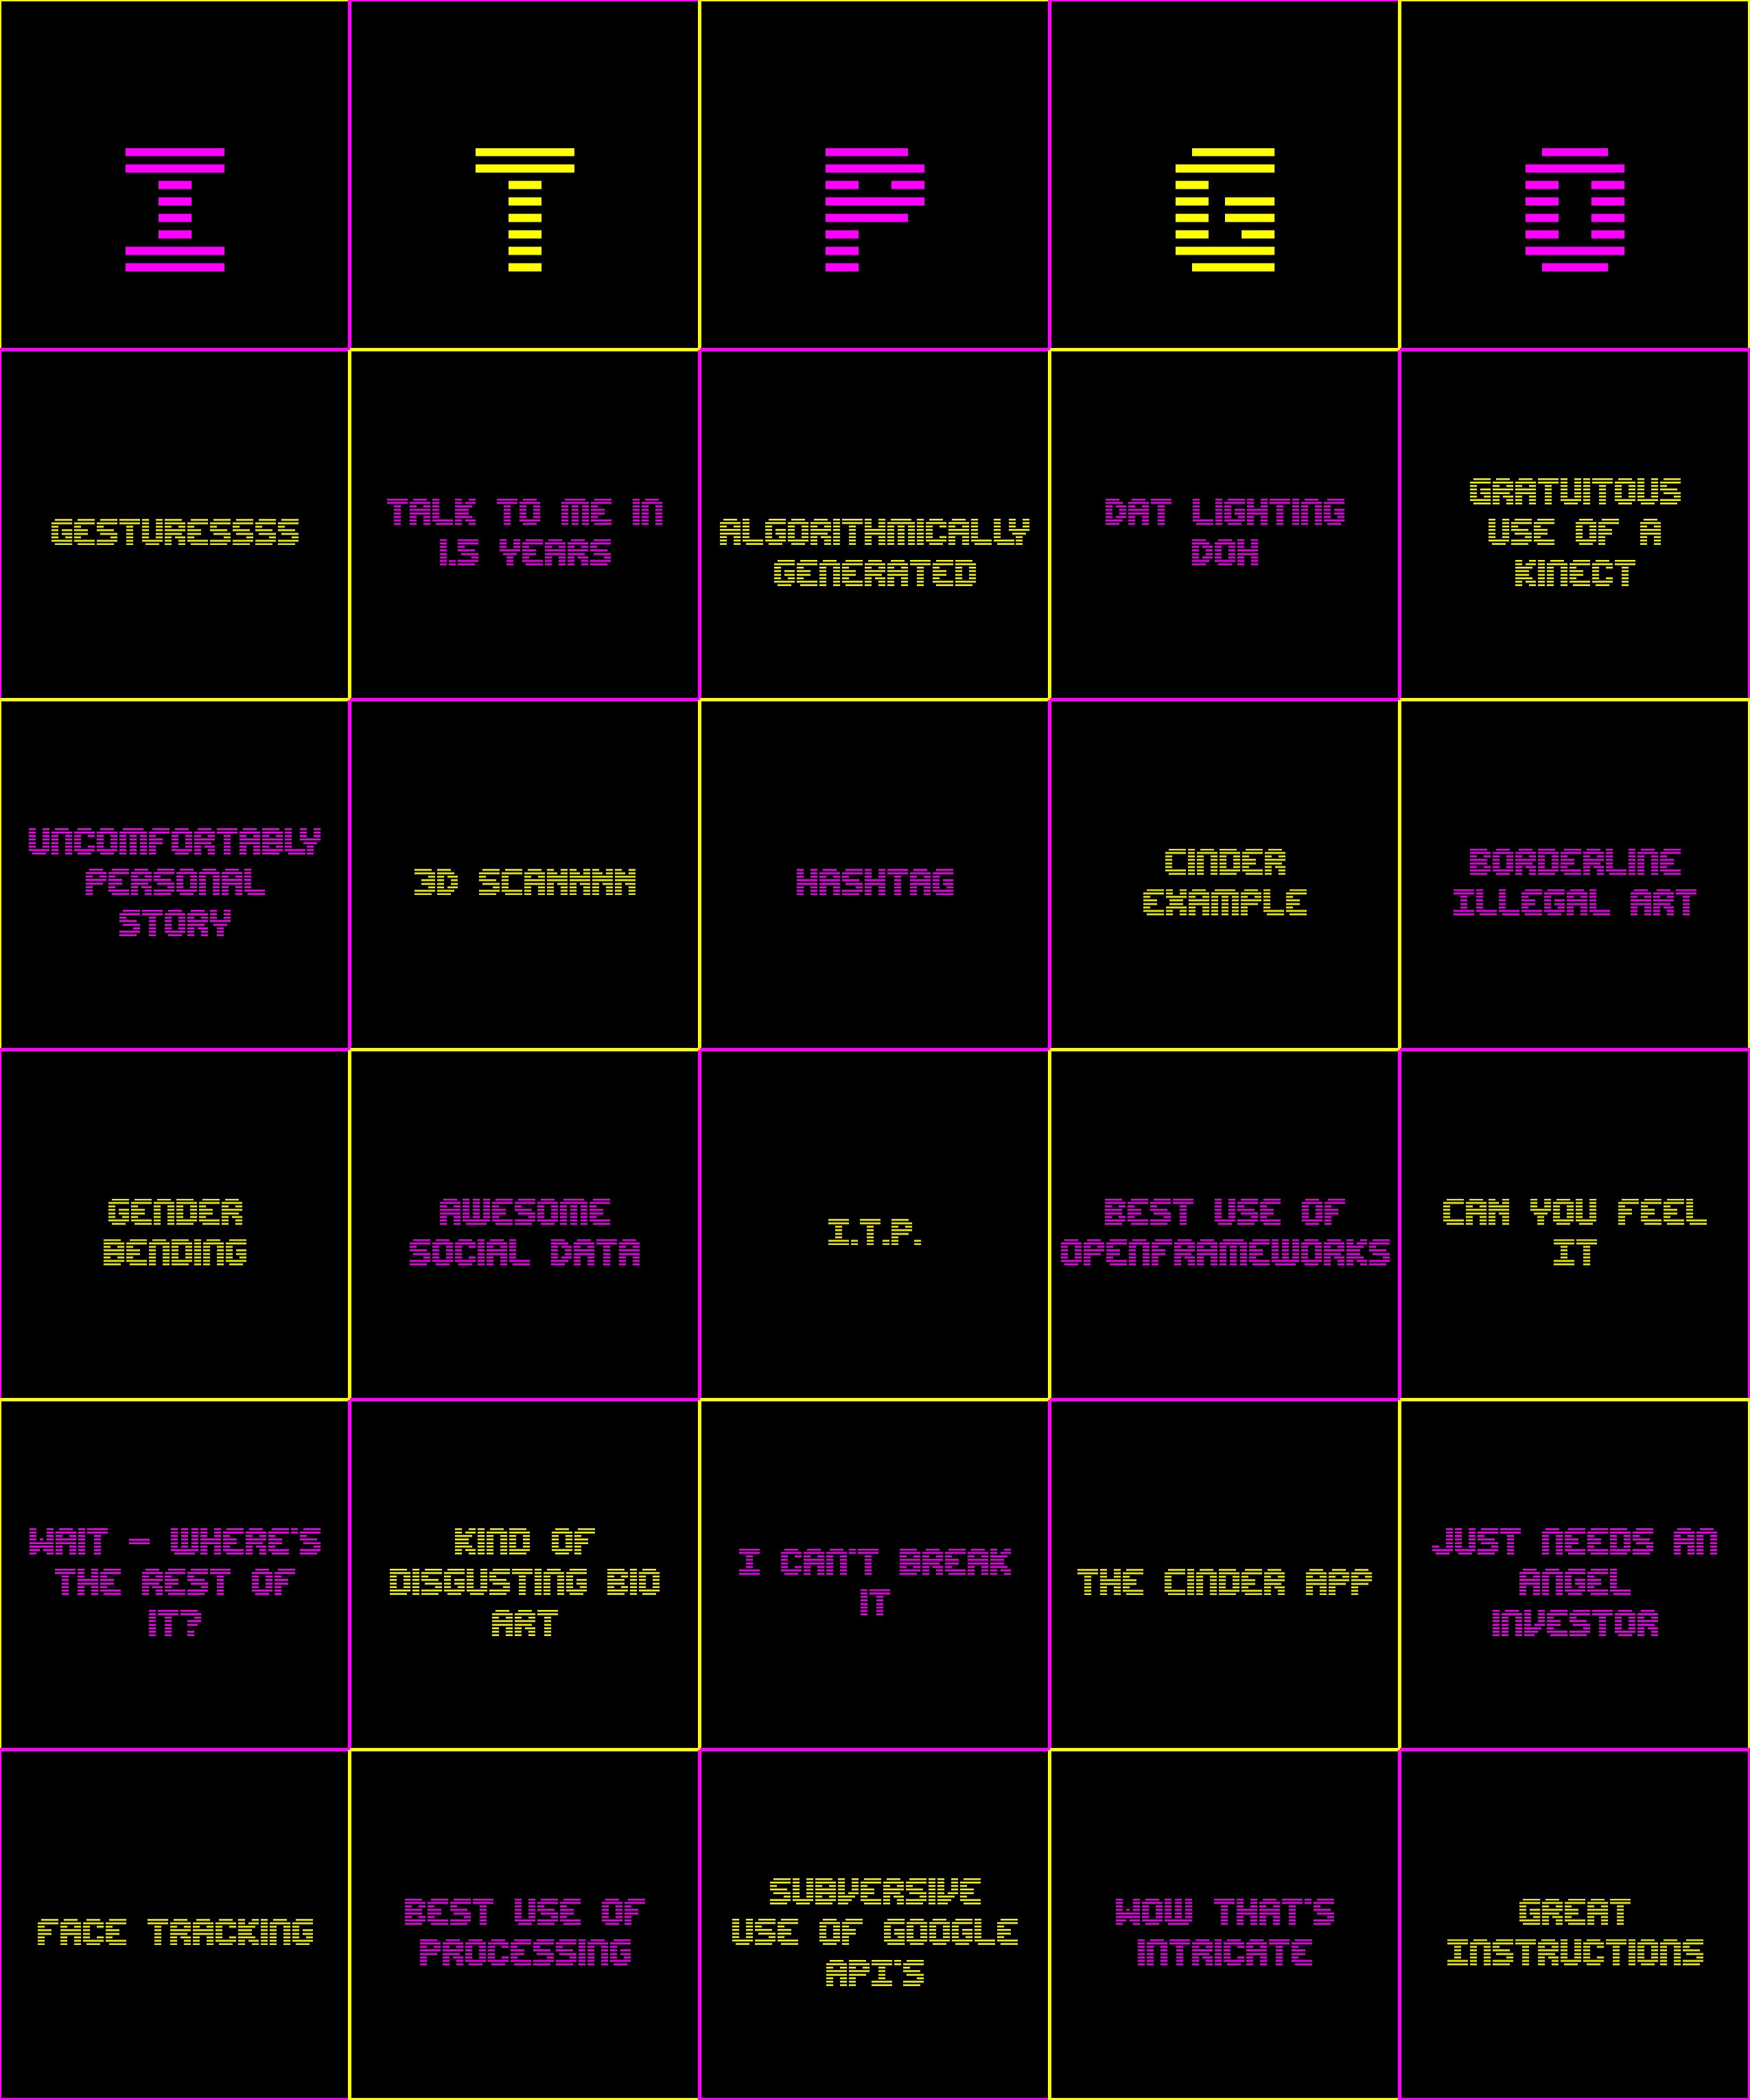 I T P G O
GESTURESSSS
TALK TO ME IN
1.5 YEARS
ALGORITHMICALLY
GENERATED
DAT LIGHTING
DOH
GRATUITOUS
USE OF A
KINECT
UNCOMFORTABLY
PERSONAL
STORY
3D SCANNNN
HASHTAG
CINDER
EXAMPLE
BORDERLINE
ILLEGAL ART
GENDER
BENDING
AWESOME
SOCIAL DATA
I.T.P.
BEST USE OF
OPENFRAMEWORKS
CAN YOU FEEL
IT
WAIT - WHERE'S
THE REST OF
IT?
KIND OF
DISGUSTING BIO
ART
I CAN'T BREAK
IT
THE CINDER APP
JUST NEEDS AN
ANGEL
INVESTOR
FACE TRACKING
BEST USE OF
PROCESSING
SUBVERSIVE
USE OF GOOGLE
API'S
WOW THAT'S
INTRICATE
GREAT
INSTRUCTIONS